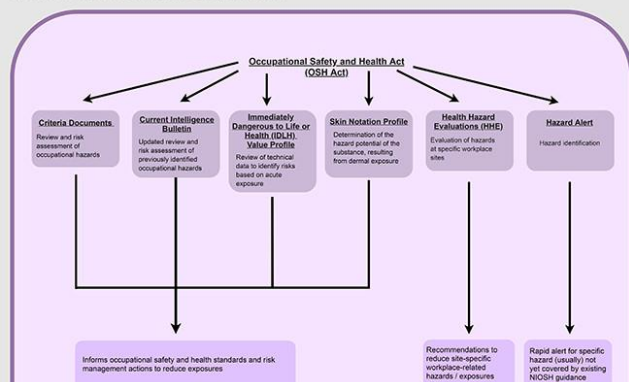 Occupational Safety and Health Act
(OSH Act)
Criteria Documents
Review and risk
assessment of
occupational hazards
Current Intelligence
Bulletin
Updated review and
risk assessment of
previously identified
occupational hazards
Immediately
Dangerous to Life or
Health (IDLH)
Value Profile
Review of technical
data to identify risks
based on acute
exposure
Skin Notation Profile
Determination of the
hazard potential of the
substance, resulting
from dermal exposure
Health Hazard
Evaluations (HHE)
Evaluation of hazards
at specific workplace
sites
Hazard Alert
Hazard identification
Informs occupational safety and health standards and risk
management actions to reduce exposures
Recommendations to
reduce site-specific
workplace-related
hazards / exposures
Rapid alert for specific
hazard (usually) not
yet covered by existing
NIOSH guidance